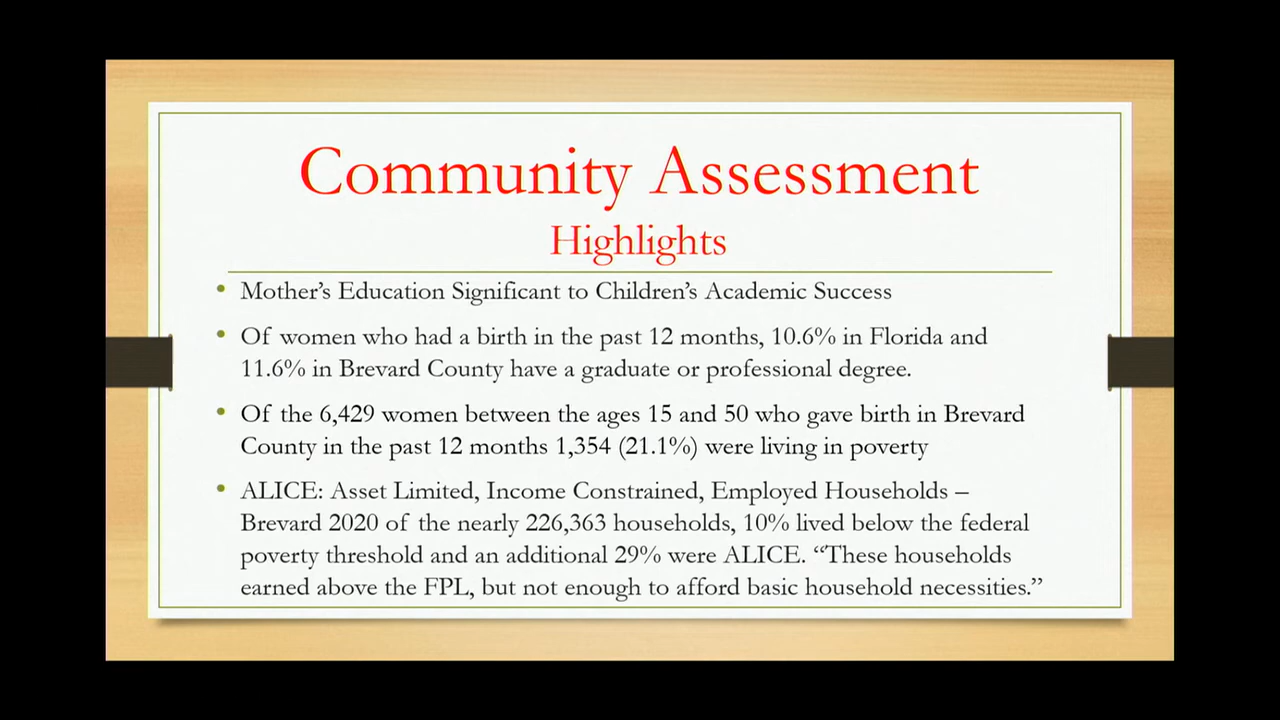 Community Assessment
Highlights
• Mother's Education Significant to Children's Academic Success
• Of women who had a birth in the past 12 months, 10.6% in Florida and
11.6% in Brevard County have a graduate or professional degree.
• Of the 6,429 women between the ages 15 and 50 who gave birth in Brevard
County in the past 12 months 1,354 (21.1%) were living in poverty
• ALICE: Asset Limited, Income Constrained, Employed Households –
Brevard 2020 of the nearly 226,363 households, 10% lived below the federal
poverty threshold and an additional 29% were ALICE. “These households
earned above the FPL, but not enough to afford basic household necessities.”